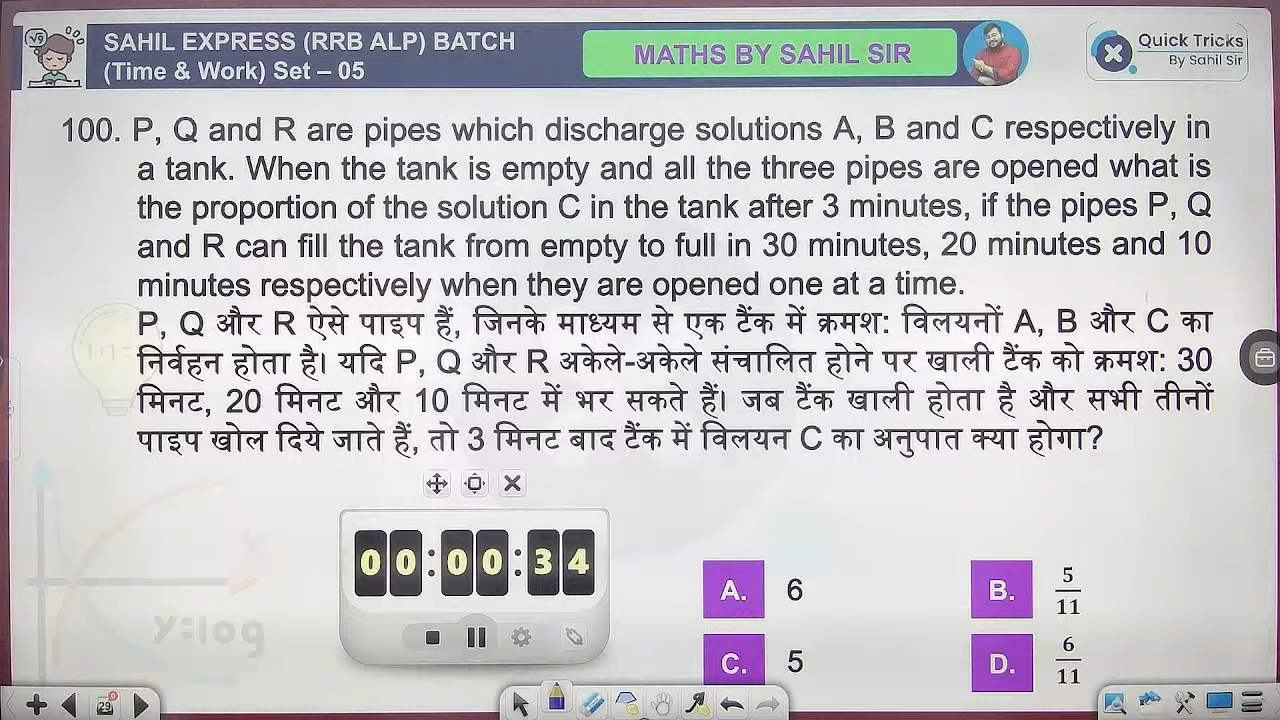 SAHIL EXPRESS (RRB ALP) BATCH
(Time & Work) Set – 05
MATHS BY SAHIL SIR
Quick Tricks
By Sahil Sir
100. P, Q and R are pipes which discharge solutions A, B and C respectively in
a tank. When the tank is empty and all the three pipes are opened what is
the proportion of the solution C in the tank after 3 minutes, if the pipes P, Q
and R can fill the tank from empty to full in 30 minutes, 20 minutes and 10
minutes respectively when they are opened one at a time.
P, Q और R ऐसे पाइप हैं, जिनके माध्यम से एक टैंक में क्रमश: विलयनों A, B और C का
निर्वहन होता है। यदि P, Q और R अकेले-अकेले संचालित होने पर खाली टैंक को क्रमश: 30
मिनट, 20 मिनट और 10 मिनट में भर सकते हैं। जब टैंक खाली होता है और सभी तीनों
पाइप खोल दिये जाते हैं, तो 3 मिनट बाद टैंक में विलयन C का अनुपात क्या होगा?
00:00:34
A. 6
B. 5/11
C. 5
D. 6/11
y=log
29